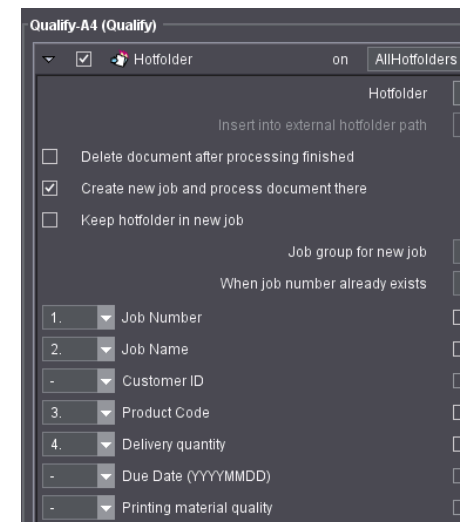 Qualify-A4 (Qualify)
Hotfolder on AllHotfolders
Hotfolder
Insert into external hotfolder path
Delete document after processing finished
Create new job and process document there
Keep hotfolder in new job
Job group for new job
When job number already exists
1. Job Number
2. Job Name
- Customer ID
3. Product Code
4. Delivery quantity
- Due Date (YYYYMMDD)
- Printing material quality